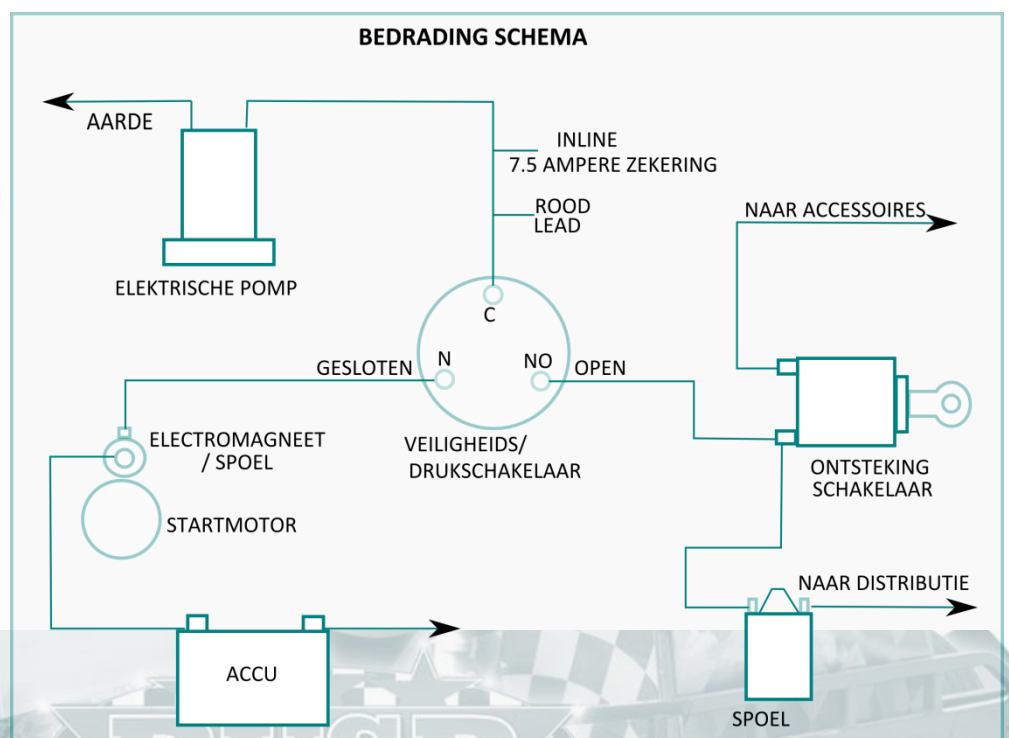 BEDRADING SCHEMA
AARDE
INLINE
7.5 AMPERE ZEKERING
ROOD
LEAD
NAAR ACCESSOIRES
ELEKTRISCHE POMP
C
GESLOTEN
N
NO
OPEN
ELECTROMAGNEET
/ SPOEL
VEILIGHEIDS/
DRUKSCHAKELAAR
ONTSTEKING
SCHAKELAAR
STARTMOTOR
NAAR DISTRIBUTIE
ACCU
SPOEL